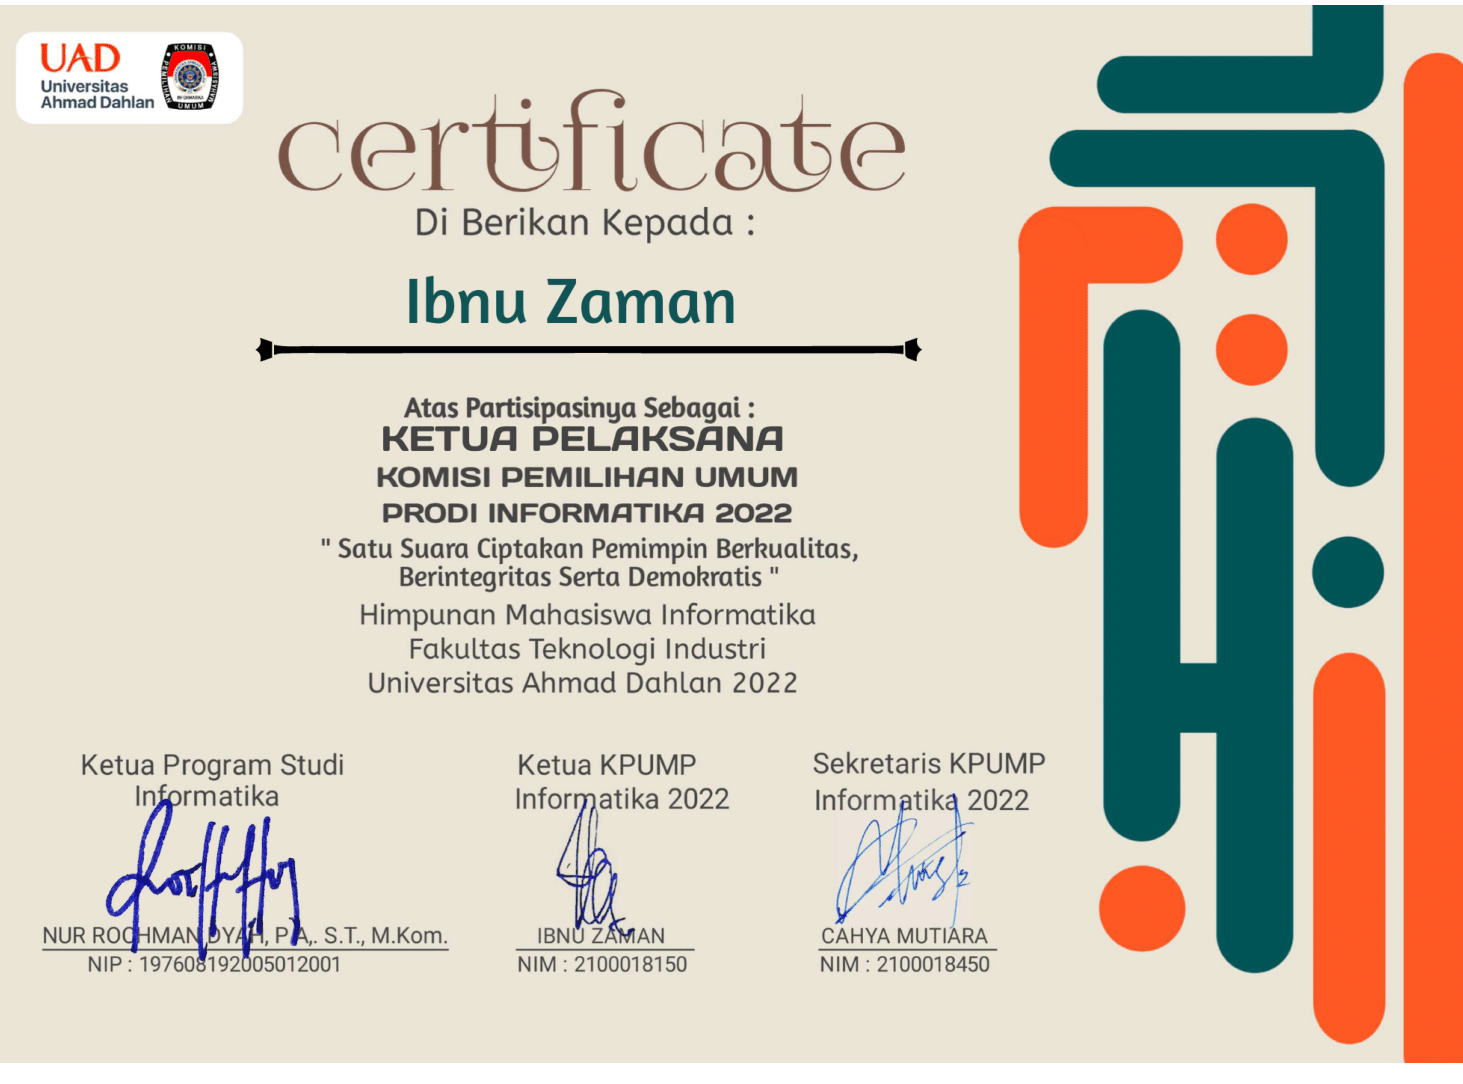 UAD
Universitas
Ahmad Dahlan
KOMISI
PEMILIHAN
MAHASISWA
INFORMATIKA
UMUM
certificate
Di Berikan Kepada :
Ibnu Zaman
Atas Partisipasinya Sebagai :
KETUA PELAKSANA
KOMISI PEMILIHAN UMUM
PRODI INFORMATIKA 2022
" Satu Suara Ciptakan Pemimpin Berkualitas,
Berintegritas Serta Demokratis "
Himpunan Mahasiswa Informatika
Fakultas Teknologi Industri
Universitas Ahmad Dahlan 2022
Ketua Program Studi
Informatika
NUR ROCHMAN DYAH, P.A,. S.T., M.Kom.
NIP : 197608192005012001
Ketua KPUMP
Informatika 2022
IBNU ZAMAN
NIM : 2100018150
Sekretaris KPUMP
Informatika 2022
CAHYA MUTIARA
NIM : 2100018450